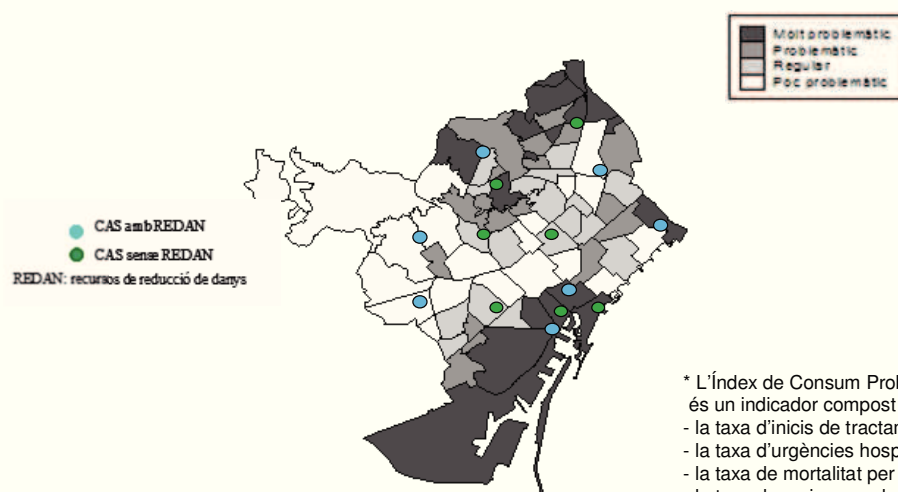 Molt problemàtic
Problemàtic
Regular
Poc problemàtic
CAS amb REDAN
CAS sense REDAN
REDAN: recursos de reducció de danys
* L'Índex de Consum Prol
és un indicador compost
- la taxa d'inicis de tractar
- la taxa d'urgències hosp
- la taxa de mortalitat per